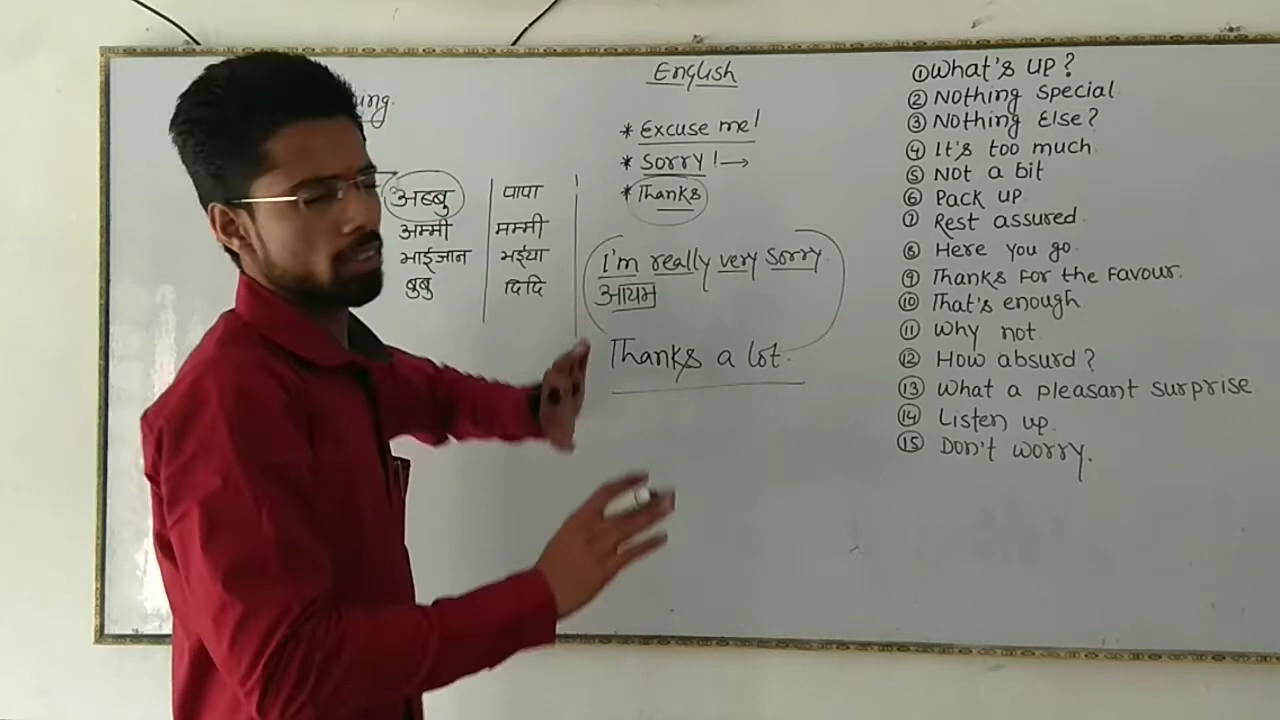 English
* Excuse me!
* Sorry! →
* Thanks
अब्बु पापा
अम्मी मम्मी
भाईजान भईया
बुबु दिदि
I'm really very sorry
आयम
Thanks a lot.
① What's up?
② Nothing special
③ Nothing Else?
④ It's too much
⑤ Not a bit
⑥ Pack up
⑦ Rest assured.
⑧ Here you go.
⑨ Thanks for the favour.
⑩ That's enough
⑪ Why not.
⑫ How absurd?
⑬ What a pleasant surprise
⑭ Listen up.
⑮ Don't worry.